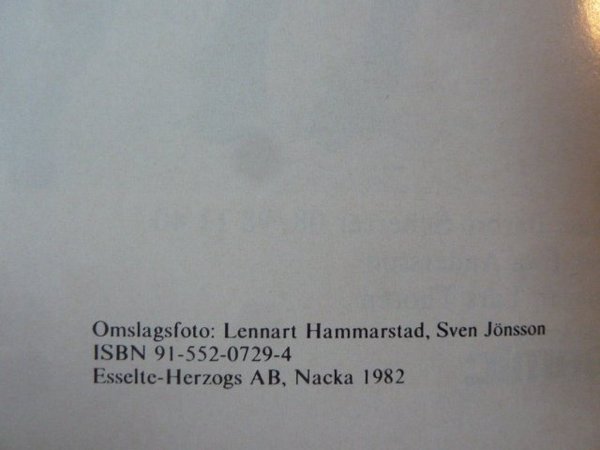 Omslagsfoto: Lennart Hammarstad, Sven Jönsson
ISBN 91-552-0729-4
Esselte-Herzogs AB, Nacka 1982